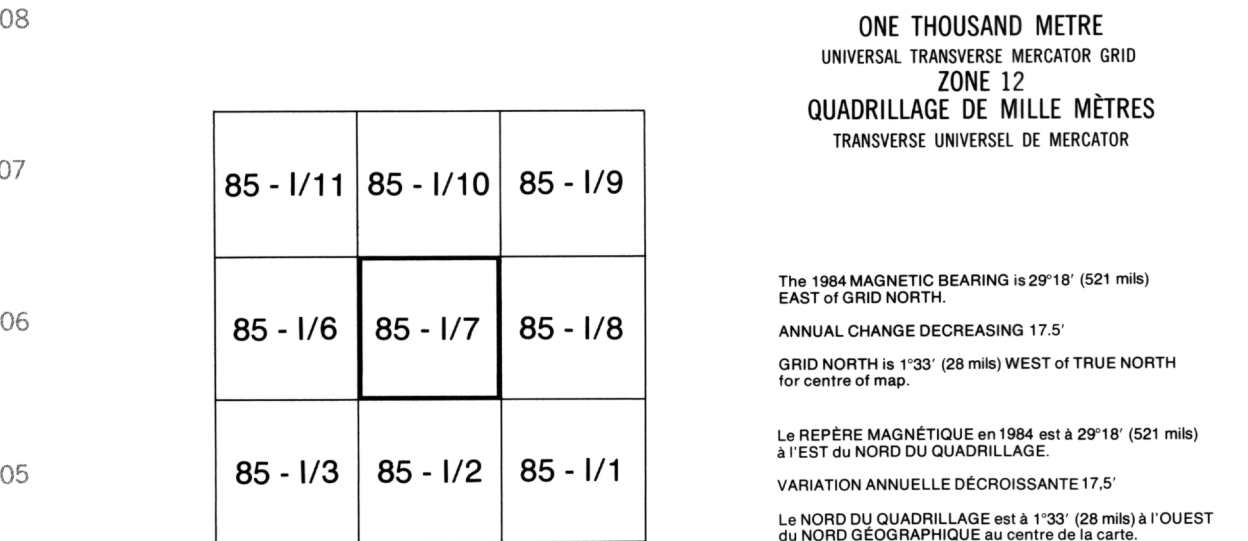 08
07
06
05
85 - I/11 85 - I/10 85 - I/9
85 - I/6 85 - I/7 85 - I/8
85 - I/3 85 - I/2 85 - I/1
ONE THOUSAND METRE
UNIVERSAL TRANSVERSE MERCATOR GRID
ZONE 12
QUADRILLAGE DE MILLE MÈTRES
TRANSVERSE UNIVERSEL DE MERCATOR
The 1984 MAGNETIC BEARING is 29°18′ (521 mils)
EAST of GRID NORTH.
ANNUAL CHANGE DECREASING 17.5′
GRID NORTH is 1°33′ (28 mils) WEST of TRUE NORTH
for centre of map.
Le REPÈRE MAGNÉTIQUE en 1984 est à 29°18′ (521 mils)
à l'EST du NORD DU QUADRILLAGE.
VARIATION ANNUELLE DÉCROISSANTE 17,5′
Le NORD DU QUADRILLAGE est à 1°33′ (28 mils) à l'OUEST
du NORD GÉOGRAPHIQUE au centre de la carte.